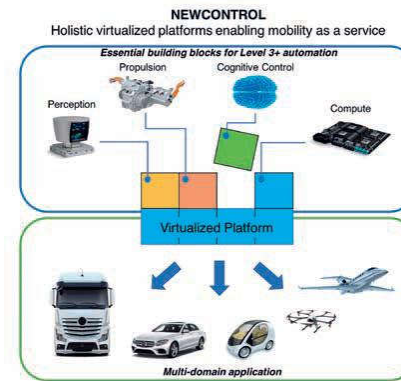 NEWCONTROL
Holistic virtualized platforms enabling mobility as a service
Essential building blocks for Level 3+ automation
Propulsion
Cognitive Control
Perception
Compute
Virtualized Platform
Multi-domain application